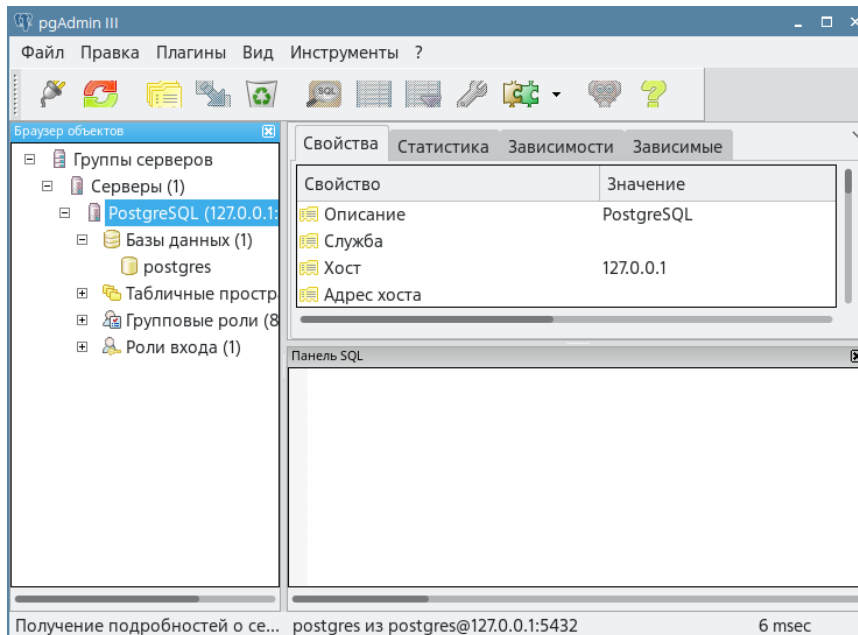 pgAdmin III
Файл Правка Плагины Вид Инструменты ?
SQL
Браузер объектов
Группы серверов
Серверы (1)
PostgreSQL (127.0.0.1:
Базы данных (1)
postgres
Табличные простр
Групповые роли (8
Роли входа (1)
Свойства Статистика Зависимости Зависимые
Свойство Значение
Описание PostgreSQL
Служба
Хост 127.0.0.1
Адрес хоста
Панель SQL
Получение подробностей о се... postgres из postgres@127.0.0.1:5432 6 msec